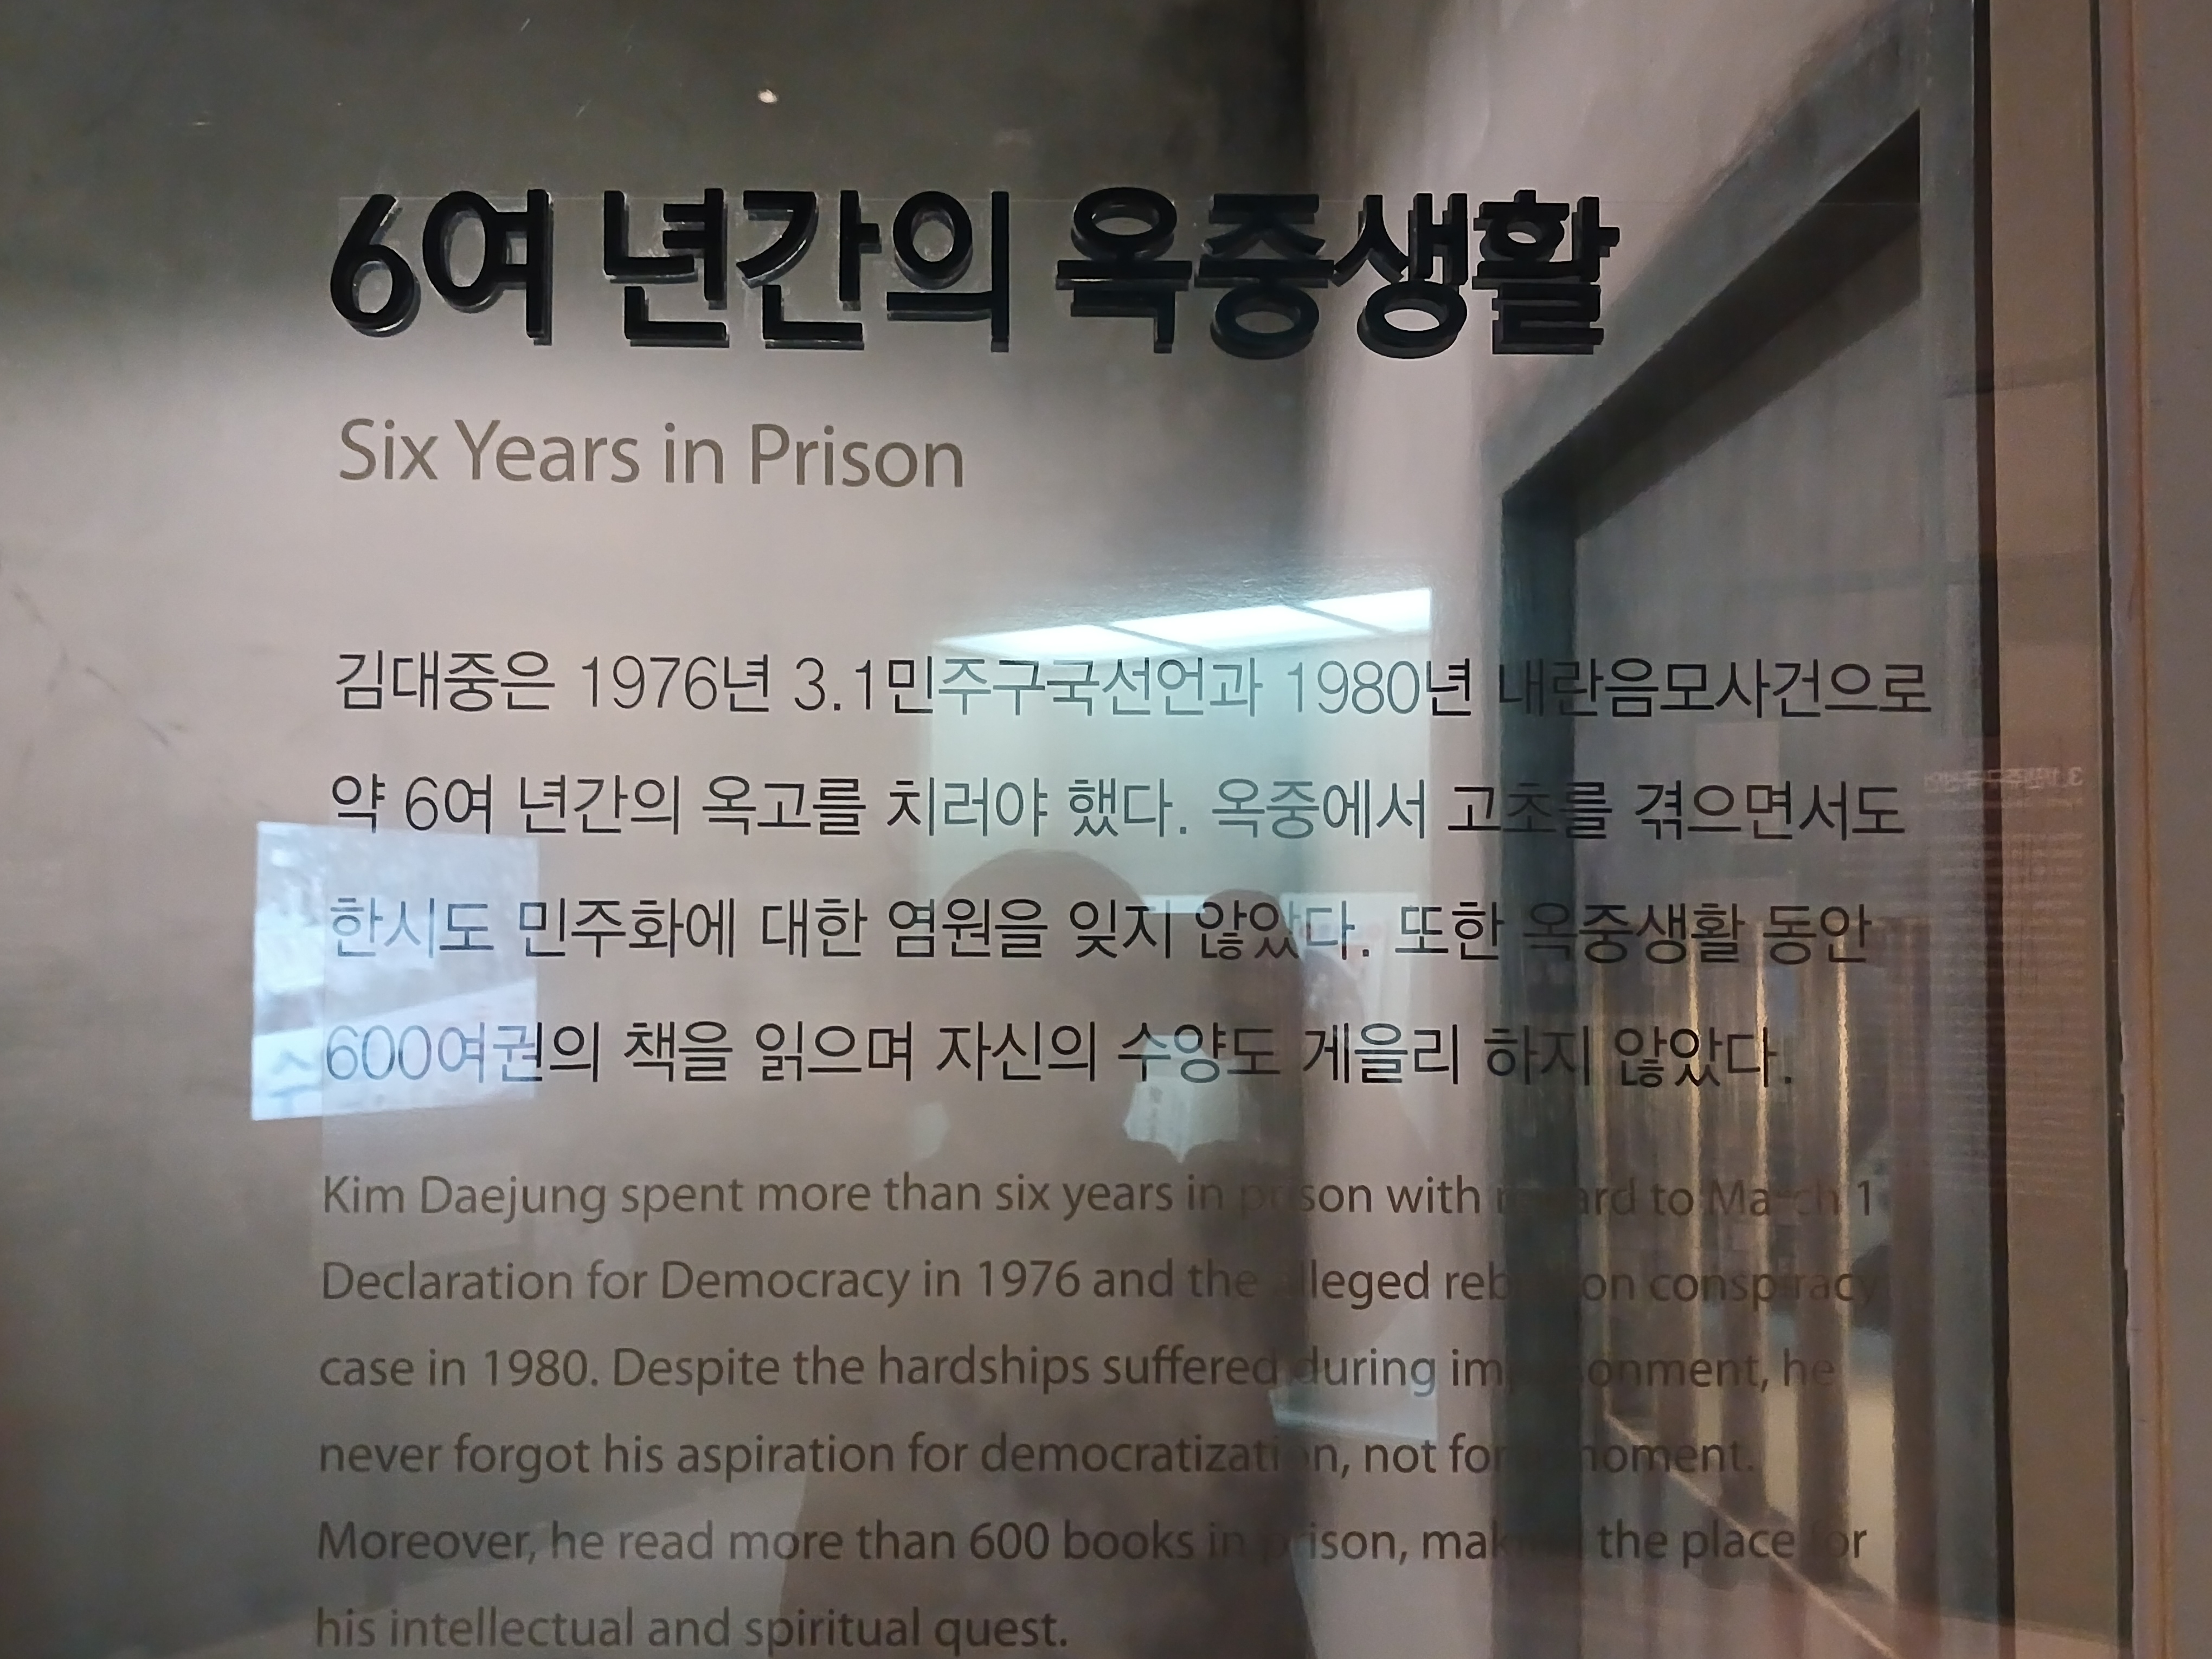 6여 년간의 옥중생활
Six Years in Prison
김대중은 1976년 3.1민주구국선언과 1980년 내란음모사건으로
약 6여 년간의 옥고를 치러야 했다. 옥중에서 고초를 겪으면서도
한시도 민주화에 대한 염원을 잊지 않았다. 또한 옥중생활 동안
600여권의 책을 읽으며 자신의 수양도 게을리 하지 않았다.
Kim Daejung spent more than six years in prison with regard to March 1
Declaration for Democracy in 1976 and the alleged rebellion conspiracy
case in 1980. Despite the hardships suffered during imprisonment, he
never forgot his aspiration for democratization, not for a moment.
Moreover, he read more than 600 books in prison, making the place for
his intellectual and spiritual quest.